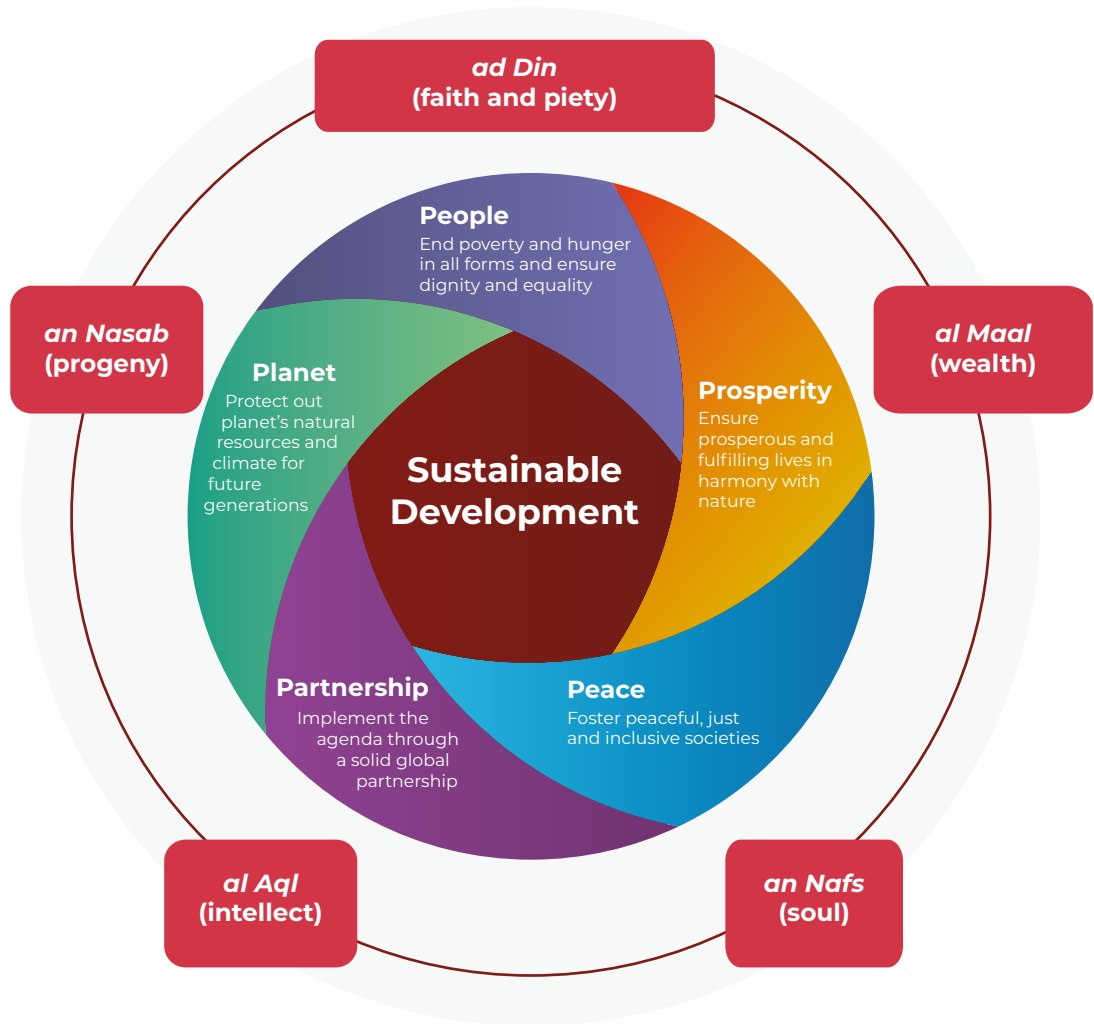 ad Din
(faith and piety)
People
End poverty and hunger
in all forms and ensure
dignity and equality
an Nasab
(progeny)
al Maal
(wealth)
Planet
Protect out
planet’s natural
resources and
climate for
future
generations
Prosperity
Ensure
prosperous and
fulfilling lives in
harmony with
nature
Sustainable
Development
Partnership
Implement the
agenda through
a solid global
partnership
Peace
Foster peaceful, just
and inclusive societies
al Aql
(intellect)
an Nafs
(soul)